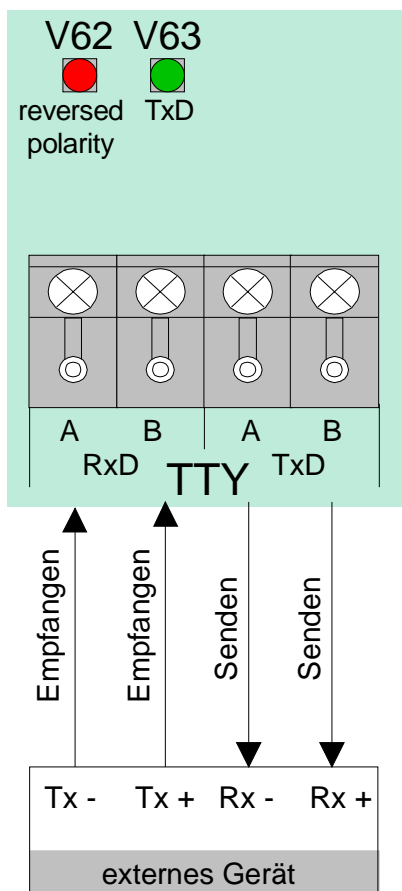 V62 V63
reversed TxD
polarity
A B A B
RxD TTY TxD
Empfangen Empfangen Senden Senden
Tx - Tx + Rx - Rx +
externes Gerät